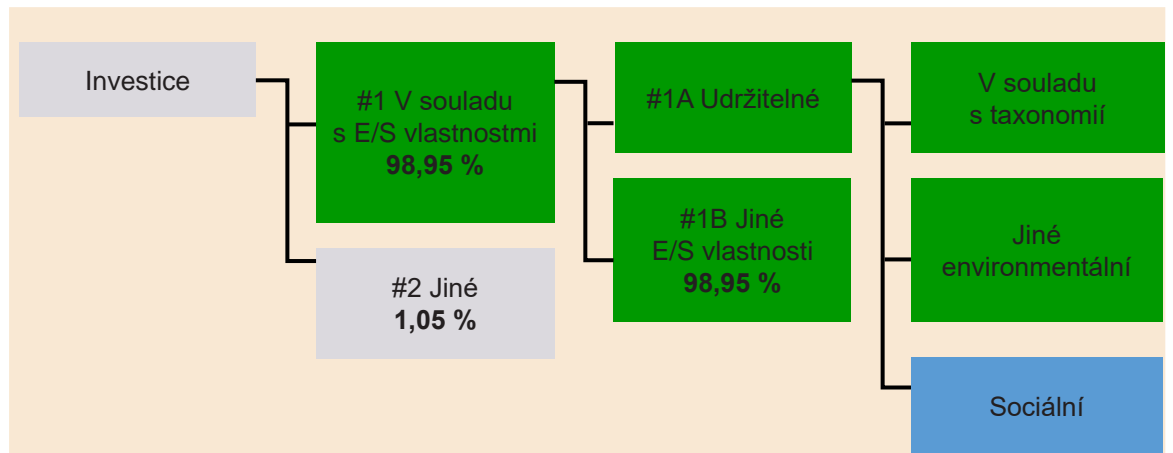 Investice
#1 V souladu
s E/S vlastnostmi
98,95 %
#2 Jiné
1,05 %
#1A Udržitelné
#1B Jiné
E/S vlastnosti
98,95 %
V souladu
s taxonomií
Jiné
environmentální
Sociální